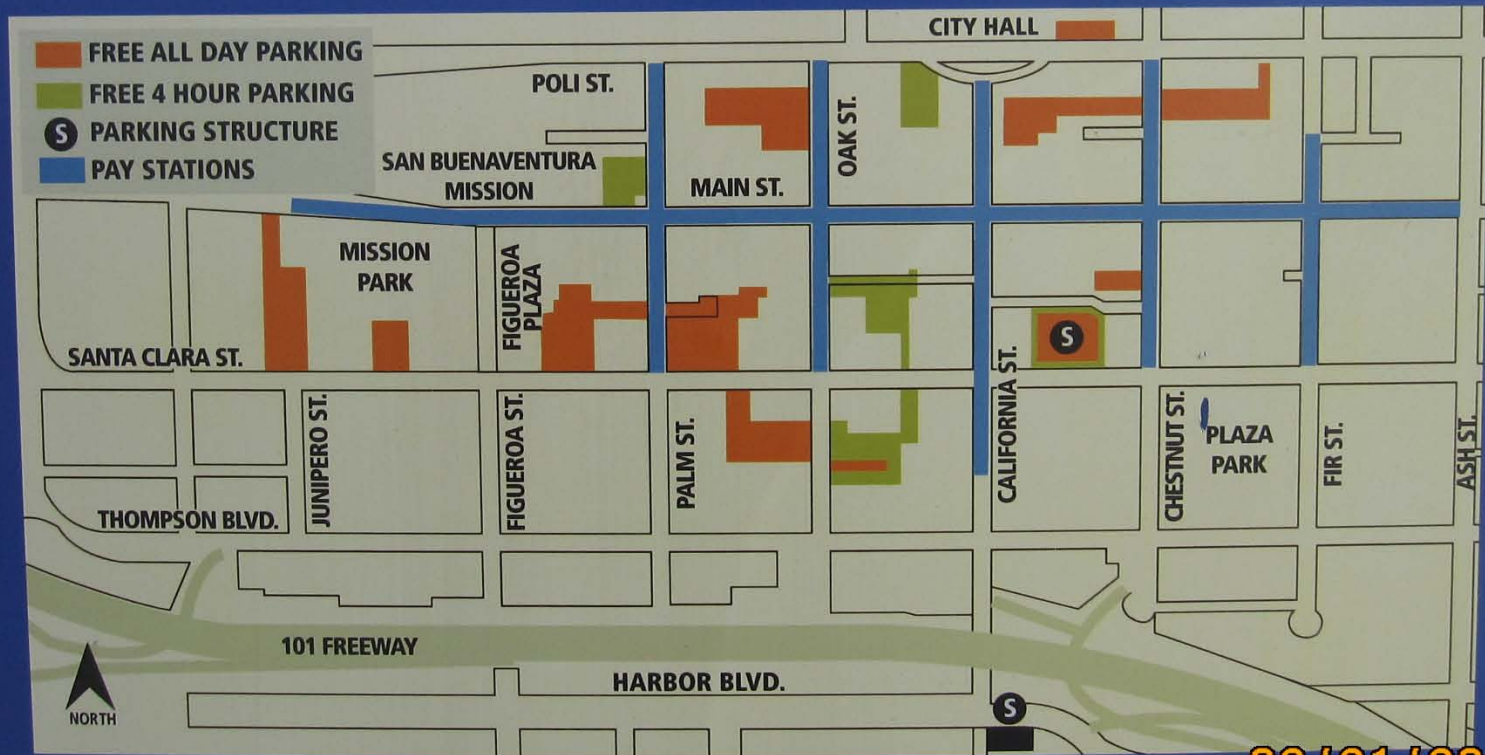 CITY HALL
FREE ALL DAY PARKING
FREE 4 HOUR PARKING
S PARKING STRUCTURE
PAY STATIONS
POLI ST.
OAK ST.
SAN BUENAVENTURA
MISSION
MAIN ST.
MISSION
PARK
FIGUEROA
PLAZA
SANTA CLARA ST.
S
CALIFORNIA ST.
JUNIPERO ST.
FIGUEROA ST.
PALM ST.
CHESTNUT ST.
PLAZA
PARK
FIR ST.
ASH ST.
THOMPSON BLVD.
101 FREEWAY
HARBOR BLVD.
NORTH
S